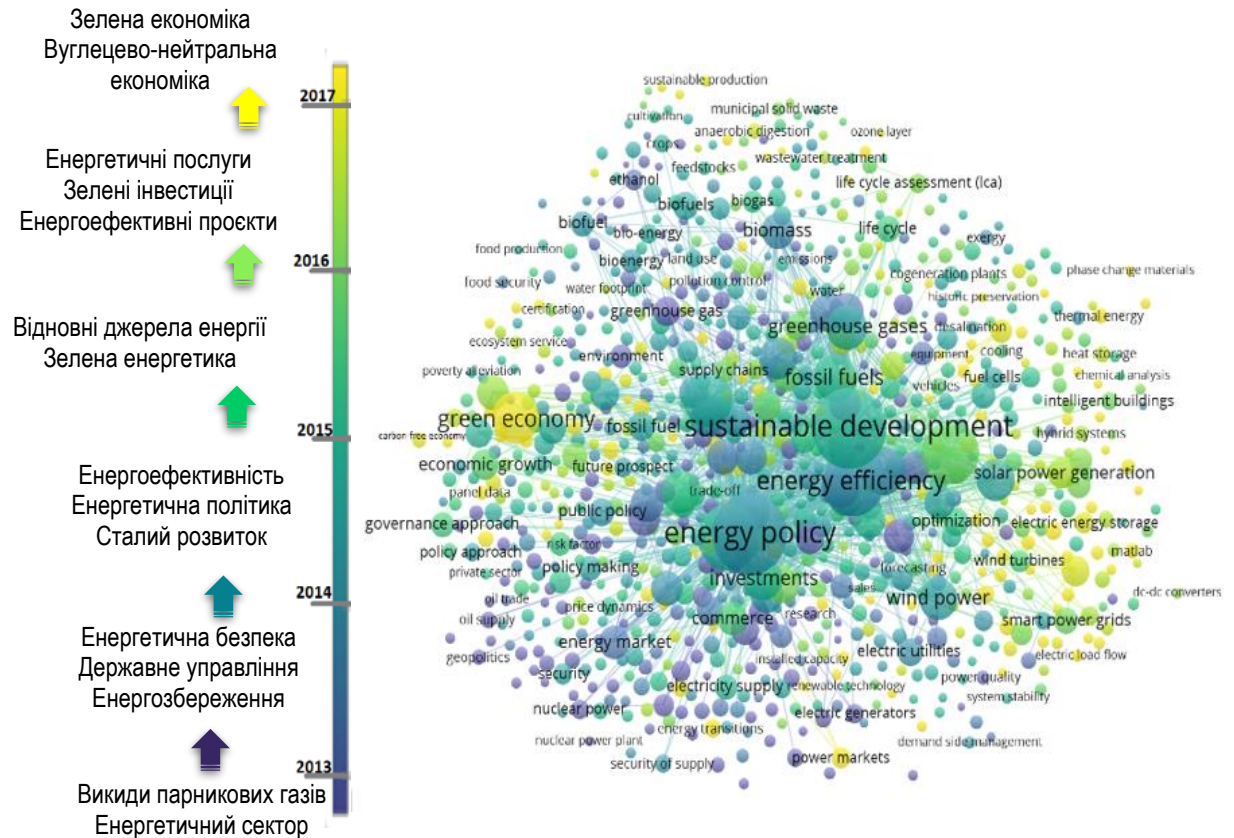 Зелена економіка
Вуглецево-нейтральна
економіка
2017
Енергетичні послуги
Зелені інвестиції
Енергоефективні проєкти
2016
Відновні джерела енергії
Зелена енергетика
2015
Енергоефективність
Енергетична політика
Сталий розвиток
2014
Енергетична безпека
Державне управління
Енергозбереження
2013
Викиди парникових газів
Енергетичний сектор
sustainable production
cultivation
municipal solid waste
anaerobic digestion
ozone layer
crops
feedstocks
wastewater treatment
ethanol
life cycle assessment (lca)
biofuels
biogas
biofuel
bio-energy
biomass
life cycle
food production
bioenergy
land use
emissions
exergy
food security
pollution control
cogeneration plants
phase change materials
water footprint
water
certification
greenhouse gas
historic preservation
greenhouse gases
desalination
thermal energy
ecosystem service
environment
equipment
cooling
heat storage
poverty alleviation
supply chains
fossil fuels
vehicles
fuel cells
chemical analysis
intelligent buildings
green economy
fossil fuel
sustainable development
carbon free economy
hynrid systems
economic growth
future prospect
solar power generation
panel data
trade-off
energy efficiency
public policy
governance approach
optimization
electric energy storage
energy policy
risk factor
policy approach
policy making
forecasting
wind turbines
matlab
private sector
investments
sales
dc-dc converters
oil trade
price dynamics
wind power
oil supply
commerce
research
smart power grids
energy market
geopolitics
installed capacity
electric utilities
electric load flow
security
electricity supply
renewable technology
power quality
system stability
nuclear power
electric generators
energy transitions
nuclear power plant
demand side management
security of supply
power markets